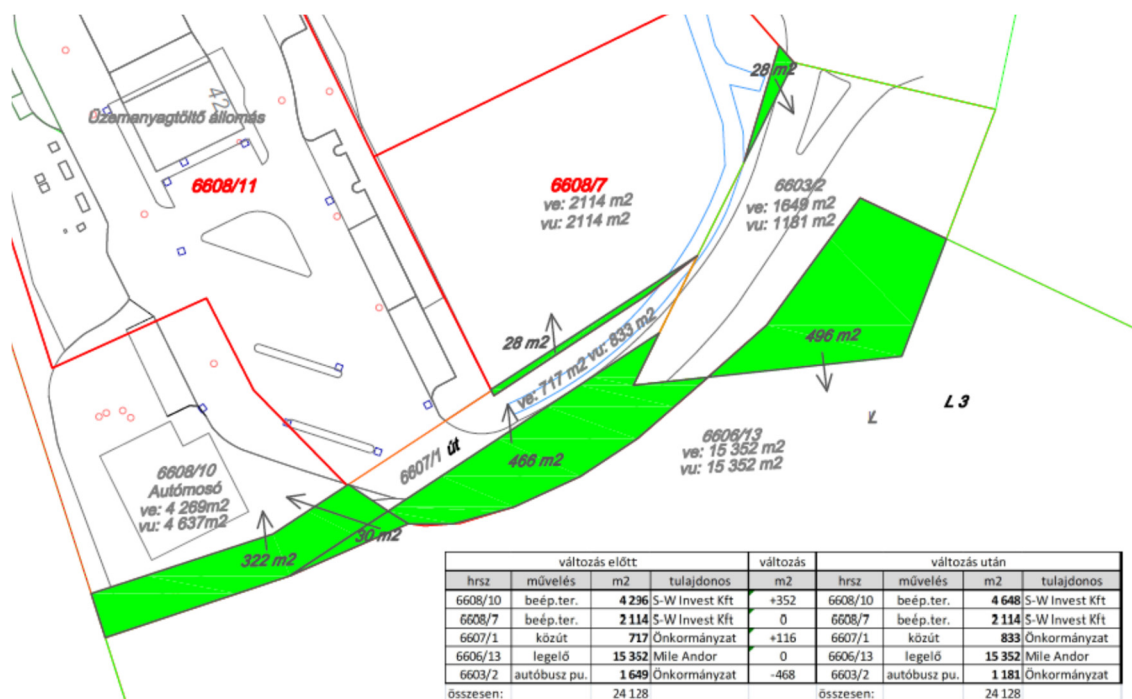 28 m2
42
Üzemanyagtöltő állomás
6608/11
6608/7
ve: 2114 m2
vu: 2114 m2
6603/2
ve: 1649 m2
vu: 1181 m2
28 m2
ve: 717 m2 vu: 833 m2
496 m2
L 3
L
6607/1 út
466 m2
6606/13
ve: 15 352 m2
vu: 15 352 m2
6608/10
Autómosó
ve: 4 269m2
vu: 4 637m2
30 m2
322 m2
változás előtt változás változás után
hrsz művelés m2 tulajdonos m2 hrsz művelés m2 tulajdonos
6608/10 beép.ter. 4 296 S-W Invest Kft +352 6608/10 beép.ter. 4 648 S-W Invest Kft
6608/7 beép.ter. 2 114 S-W Invest Kft 0 6608/7 beép.ter. 2 114 S-W Invest Kft
6607/1 közút 717 Önkormányzat +116 6607/1 közút 833 Önkormányzat
6606/13 legelő 15 352 Mile Andor 0 6606/13 legelő 15 352 Mile Andor
6603/2 autóbusz pu. 1 649 Önkormányzat -468 6603/2 autóbusz pu. 1 181 Önkormányzat
összesen: 24 128 összesen: 24 128